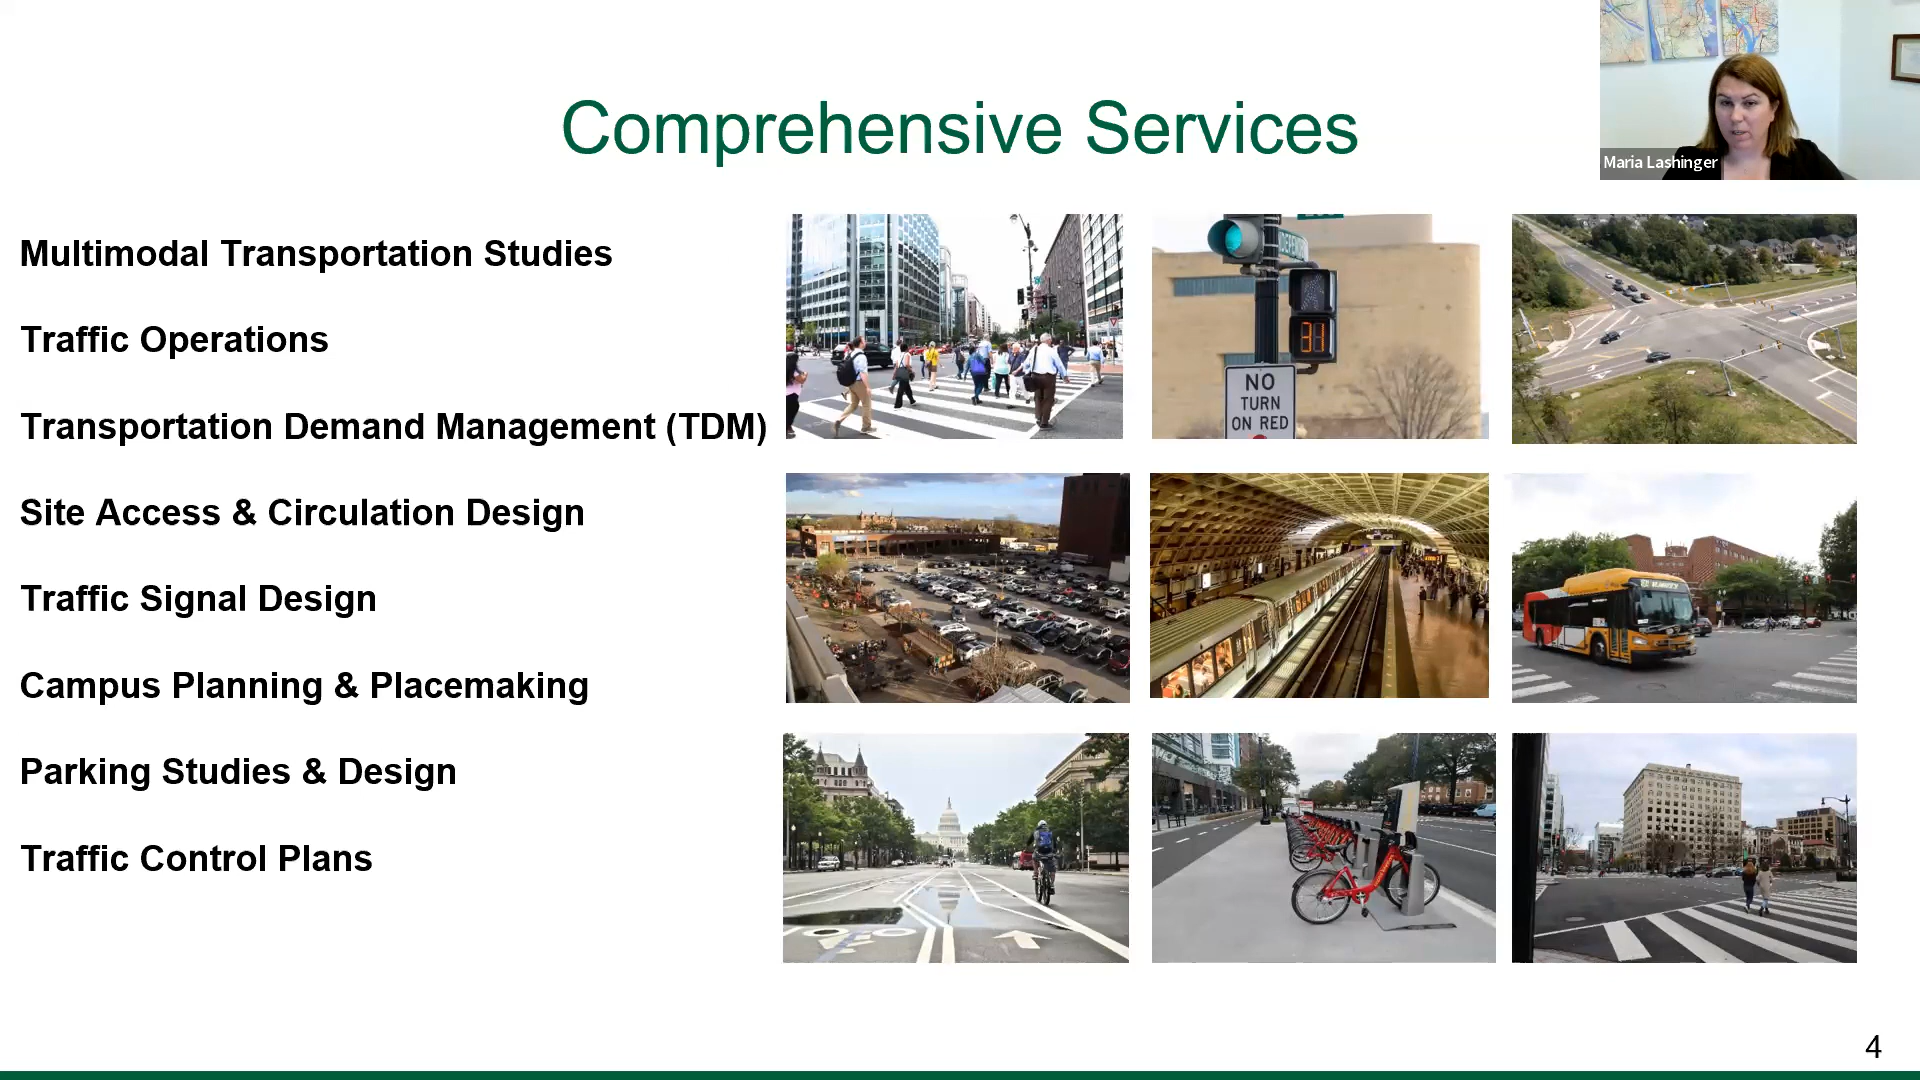 Comprehensive Services
Maria Lashinger
Multimodal Transportation Studies
Traffic Operations
Transportation Demand Management (TDM)
Site Access & Circulation Design
Traffic Signal Design
Campus Planning & Placemaking
Parking Studies & Design
Traffic Control Plans
31
NO
TURN
ON RED
4